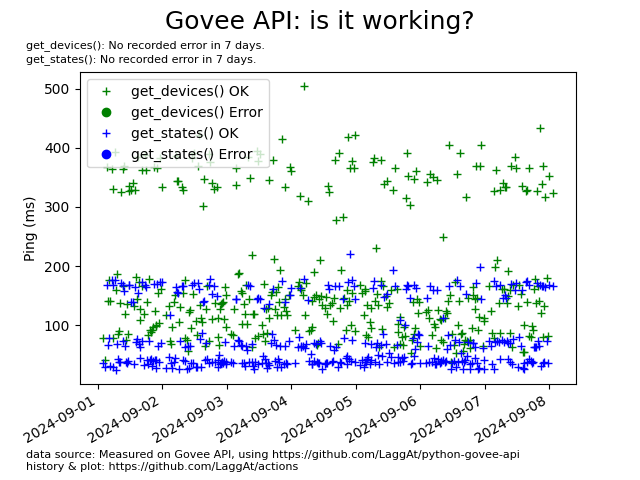 Govee API: is it working?
get_devices(): No recorded error in 7 days.
get_states(): No recorded error in 7 days.
get_devices() OK
get_devices() Error
get_states() OK
get_states() Error
Ping (ms)
500
400
300
200
100
2024-09-01
2024-09-02
2024-09-03
2024-09-04
2024-09-05
2024-09-06
2024-09-07
2024-09-08
data source: Measured on Govee API, using https://github.com/LaggAt/python-govee-api
history & plot: https://github.com/LaggAt/actions